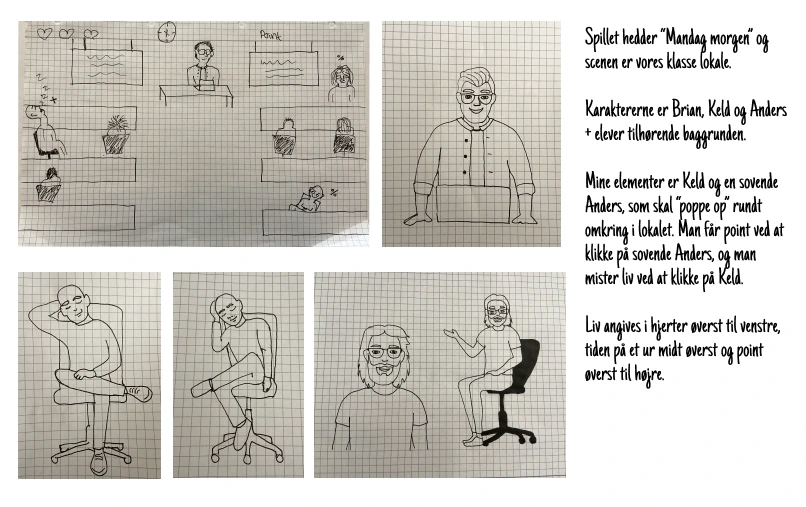 Point
z
z
z
z
%
%
Spillet hedder "Mandag morgen" og
scenen er vores klasse lokale.
Karaktererne er Brian, Keld og Anders
+ elever tilhørende baggrunden.
Mine elementer er Keld og en sovende
Anders, som skal "poppe op" rundt
omkring i lokalet. Man får point ved at
klikke på sovende Anders, og man
mister liv ved at klikke på Keld.
Liv angives i hjerter øverst til venstre,
tiden på et ur midt øverst og point
øverst til højre.